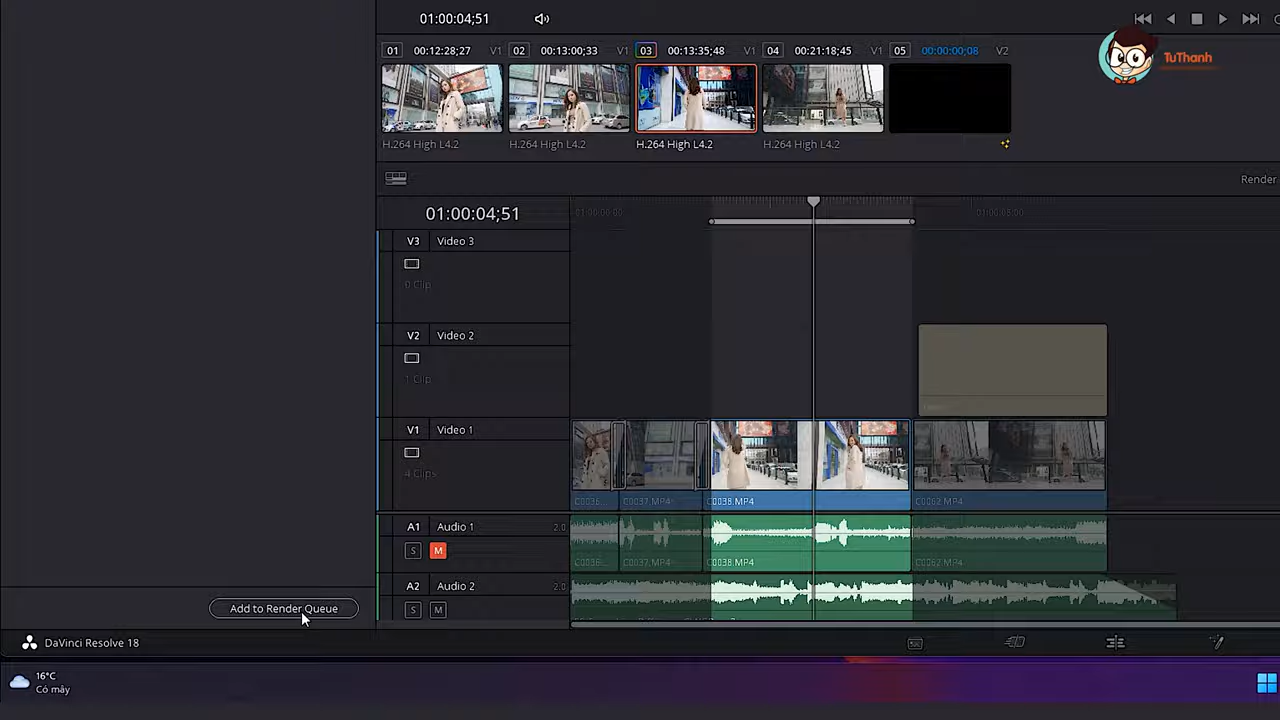 01:00:04;51
TuThanh
01 00:12:28;27 V1 02 00:13:00;33 V1 03 00:13:35;48 V1 04 00:21:18;45 V1 05 00:00:00;08 V2
H.264 High L4.2 H.264 High L4.2 H.264 High L4.2 H.264 High L4.2
Render
01:00:04;51 01:00:00:00
V3 Video 3
0 Clip
V2 Video 2
1 Clip
V1 Video 1
4 Clips
C0036... C0037.MP4 C0038.MP4 C0062.MP4
A1 Audio 1 2.0
S M
C0036... C0037.MP4 C0038.MP4 C0062.MP4
A2 Audio 2 2.0
S M
Add to Render Queue
DaVinci Resolve 18
16°C
Có mây